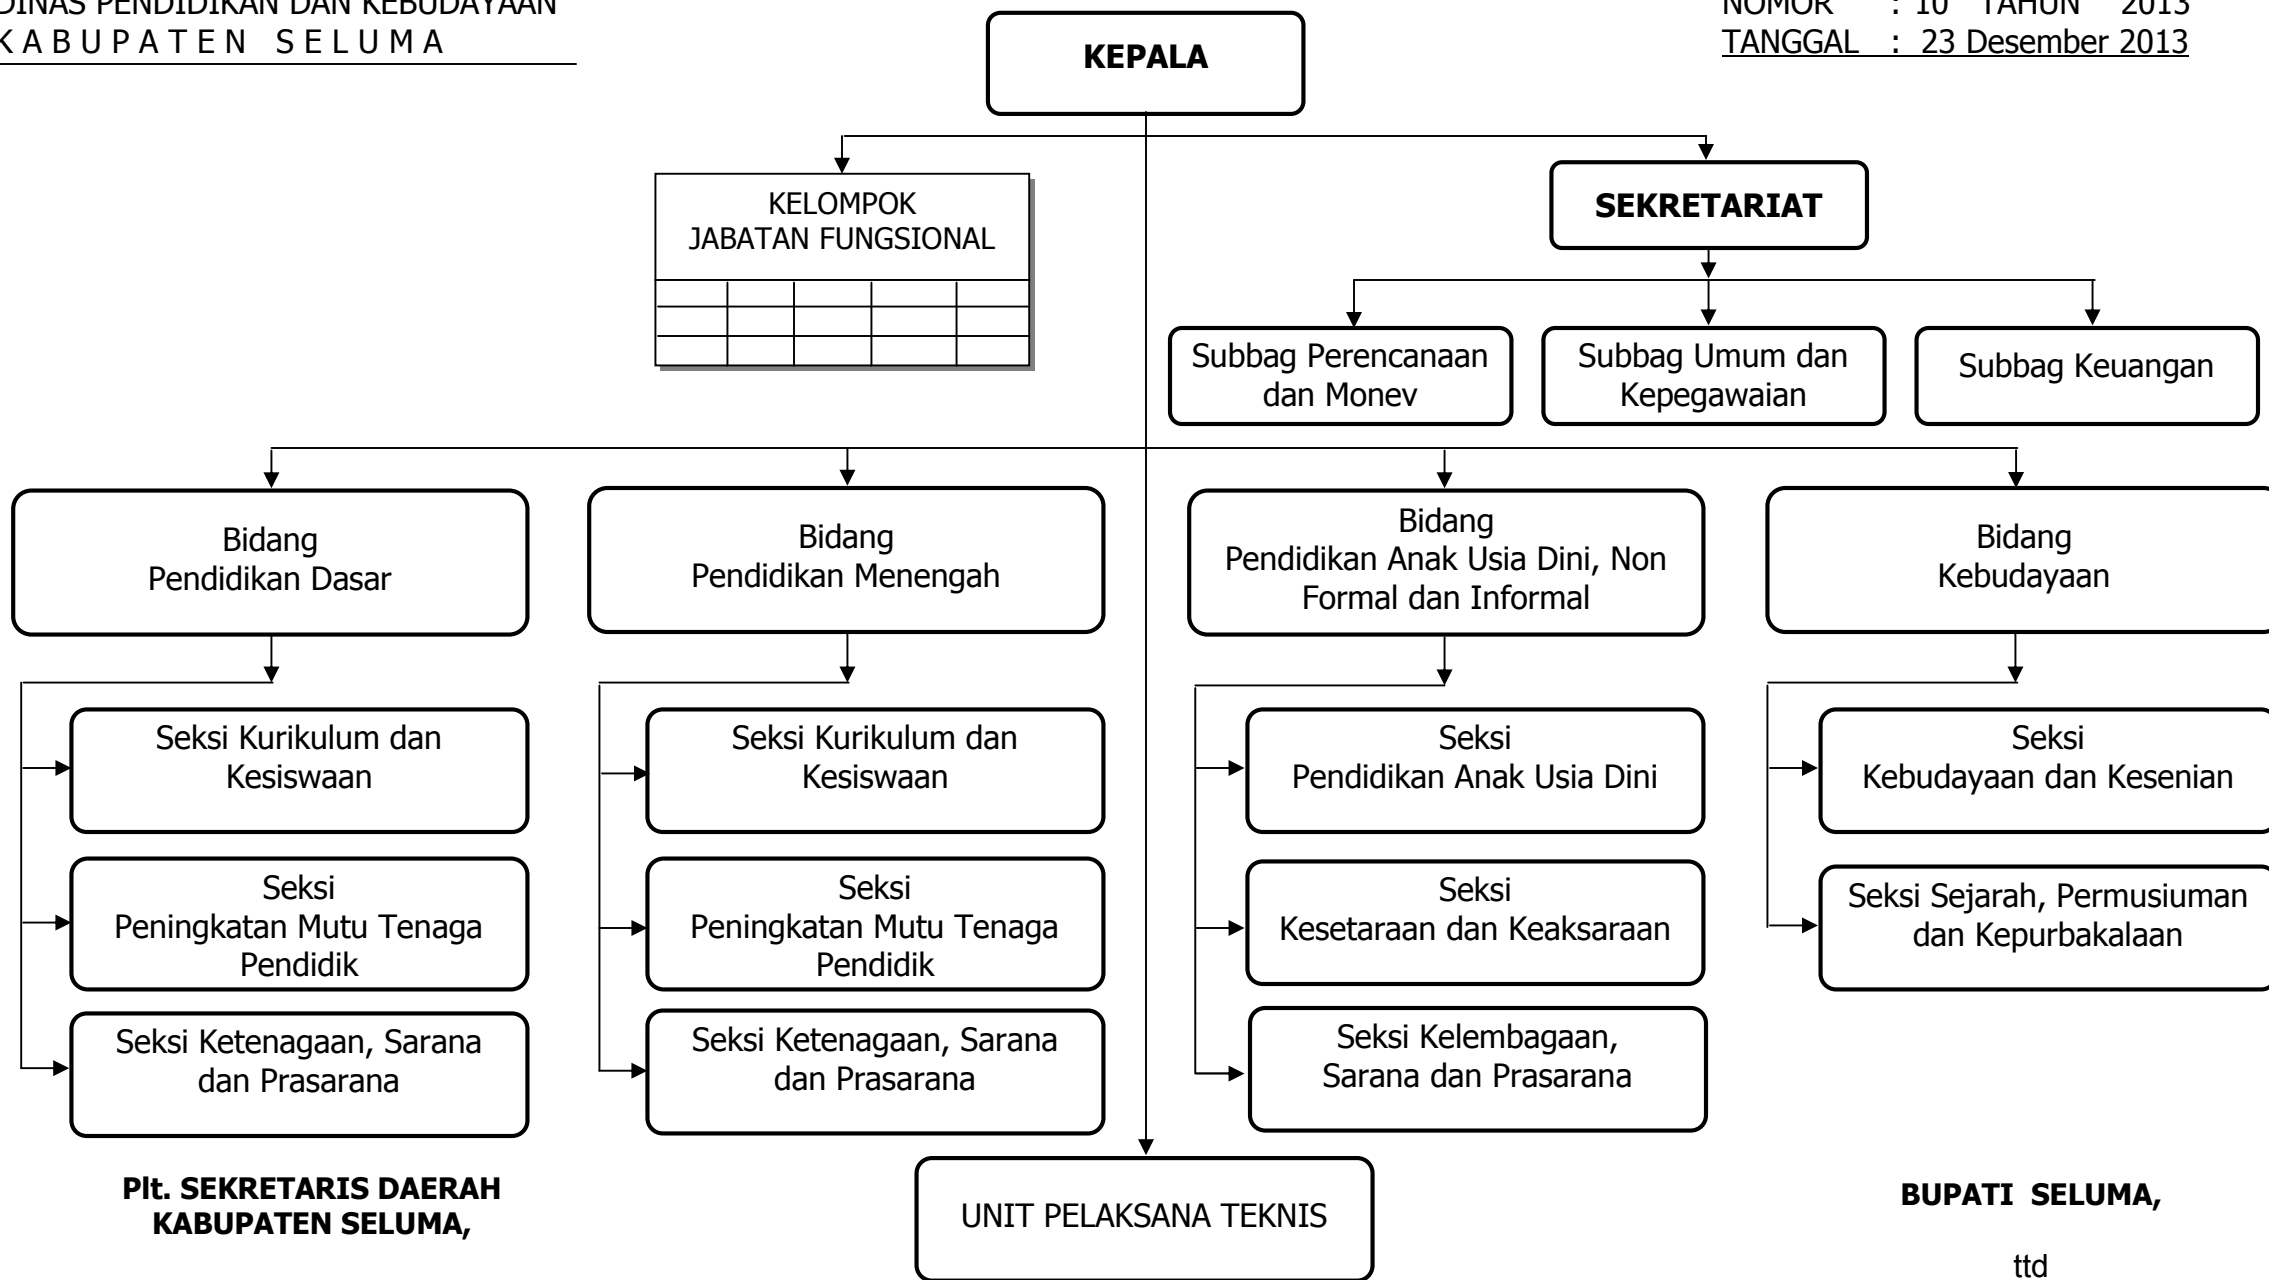 DINAS PENDIDIKAN DAN KEBUDAYAAN
KABUPATEN SELUMA
NOMOR : 10 TAHUN 2013
TANGGAL : 23 Desember 2013
KEPALA
KELOMPOK
JABATAN FUNGSIONAL
SEKRETARIAT
Subbag Perencanaan
dan Monev
Subbag Umum dan
Kepegawaian
Subbag Keuangan
Bidang
Pendidikan Dasar
Bidang
Pendidikan Menengah
Bidang
Pendidikan Anak Usia Dini, Non
Formal dan Informal
Bidang
Kebudayaan
Seksi Kurikulum dan
Kesiswaan
Seksi Kurikulum dan
Kesiswaan
Seksi
Pendidikan Anak Usia Dini
Seksi
Kebudayaan dan Kesenian
Seksi
Peningkatan Mutu Tenaga
Pendidik
Seksi
Peningkatan Mutu Tenaga
Pendidik
Seksi
Kesetaraan dan Keaksaraan
Seksi Sejarah, Permusiuman
dan Kepurbakalaan
Seksi Ketenagaan, Sarana
dan Prasarana
Seksi Ketenagaan, Sarana
dan Prasarana
Seksi Kelembagaan,
Sarana dan Prasarana
Plt. SEKRETARIS DAERAH
KABUPATEN SELUMA,
UNIT PELAKSANA TEKNIS
BUPATI SELUMA,
ttd